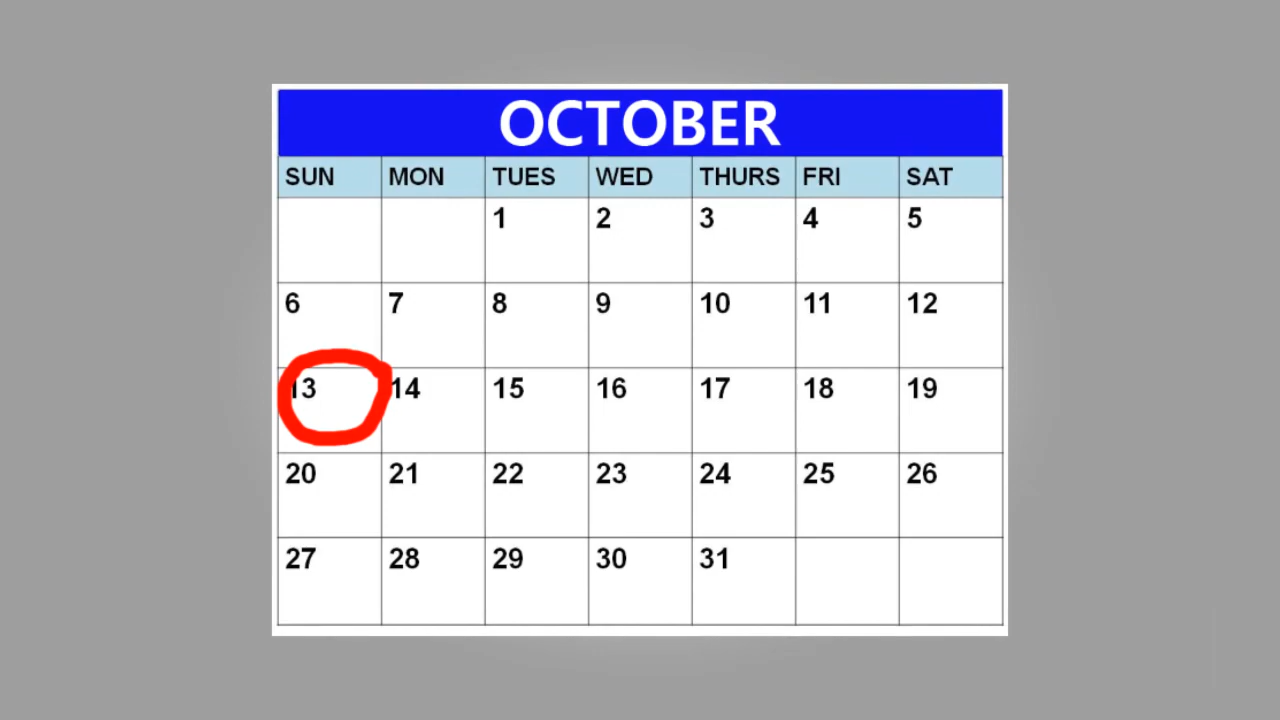 OCTOBER
SUN MON TUES WED THURS FRI SAT
1 2 3 4 5
6 7 8 9 10 11 12
13 14 15 16 17 18 19
20 21 22 23 24 25 26
27 28 29 30 31